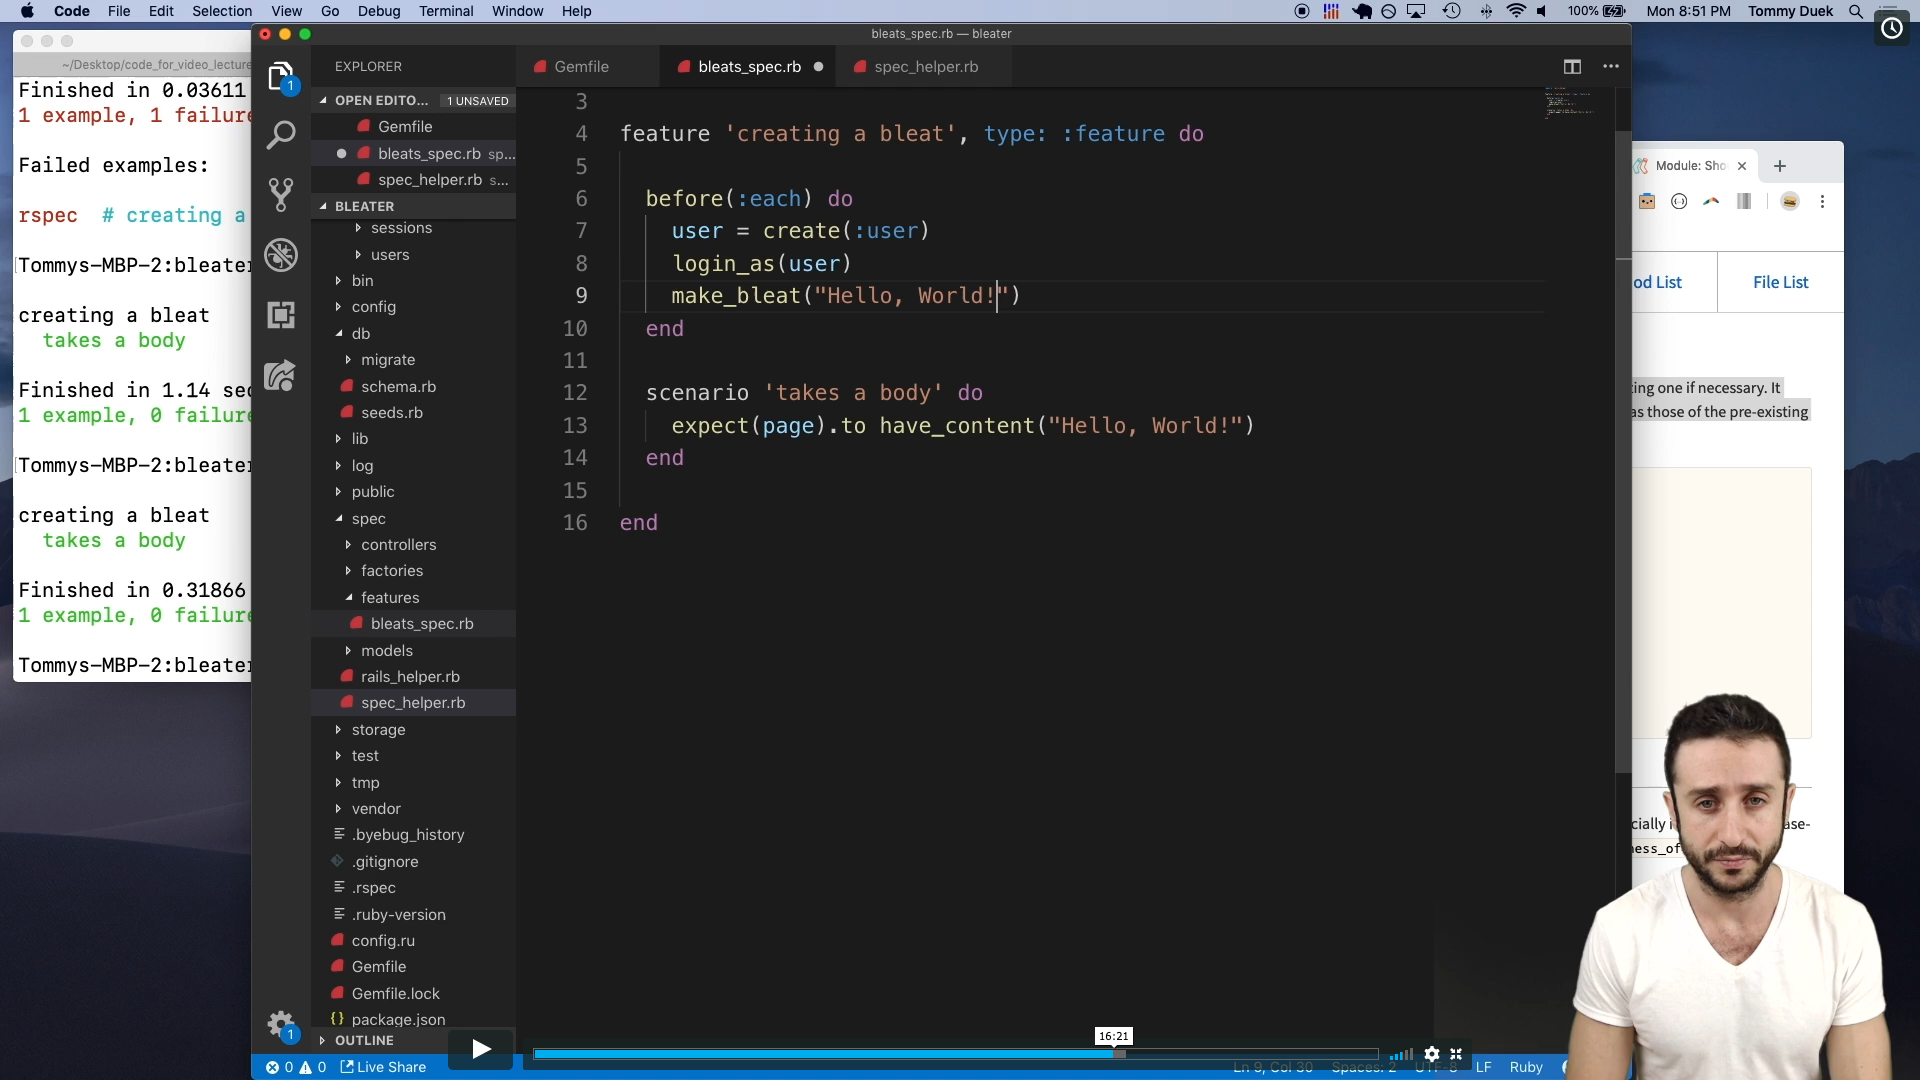 Code File Edit Selection View Go Debug Terminal Window Help
100% Mon 8:51 PM Tommy Duek
~/Desktop/code_for_video_lecture
Finished in 0.03611
1 example, 1 failure
Failed examples:
rspec # creating a
Tommys-MBP-2:bleater
creating a bleat
takes a body
Finished in 1.14 sec
1 example, 0 failure
Tommys-MBP-2:bleater
creating a bleat
takes a body
Finished in 0.31866
1 example, 0 failure
Tommys-MBP-2:bleater
bleats_spec.rb — bleater
EXPLORER
1
OPEN EDITO... 1 UNSAVED
Gemfile
bleats_spec.rb sp...
spec_helper.rb s...
BLEATER
sessions
users
bin
config
db
migrate
schema.rb
seeds.rb
lib
log
public
spec
controllers
factories
features
bleats_spec.rb
models
rails_helper.rb
spec_helper.rb
storage
test
tmp
vendor
.byebug_history
.gitignore
.rspec
.ruby-version
config.ru
Gemfile
Gemfile.lock
package.json
OUTLINE
1
Gemfile bleats_spec.rb spec_helper.rb
3
4 feature 'creating a bleat', type: :feature do
5
6 before(:each) do
7 user = create(:user)
8 login_as(user)
9 make_bleat("Hello, World!")
10 end
11
12 scenario 'takes a body' do
13 expect(page).to have_content("Hello, World!")
14 end
15
16 end
16:21
0 0 Live Share
Ln 9, Col 30 Spaces: 2 UTF-8 LF Ruby
Module: Sho
od List File List
ting one if necessary. It
as those of the pre-existing
cially i ase-
ness_of